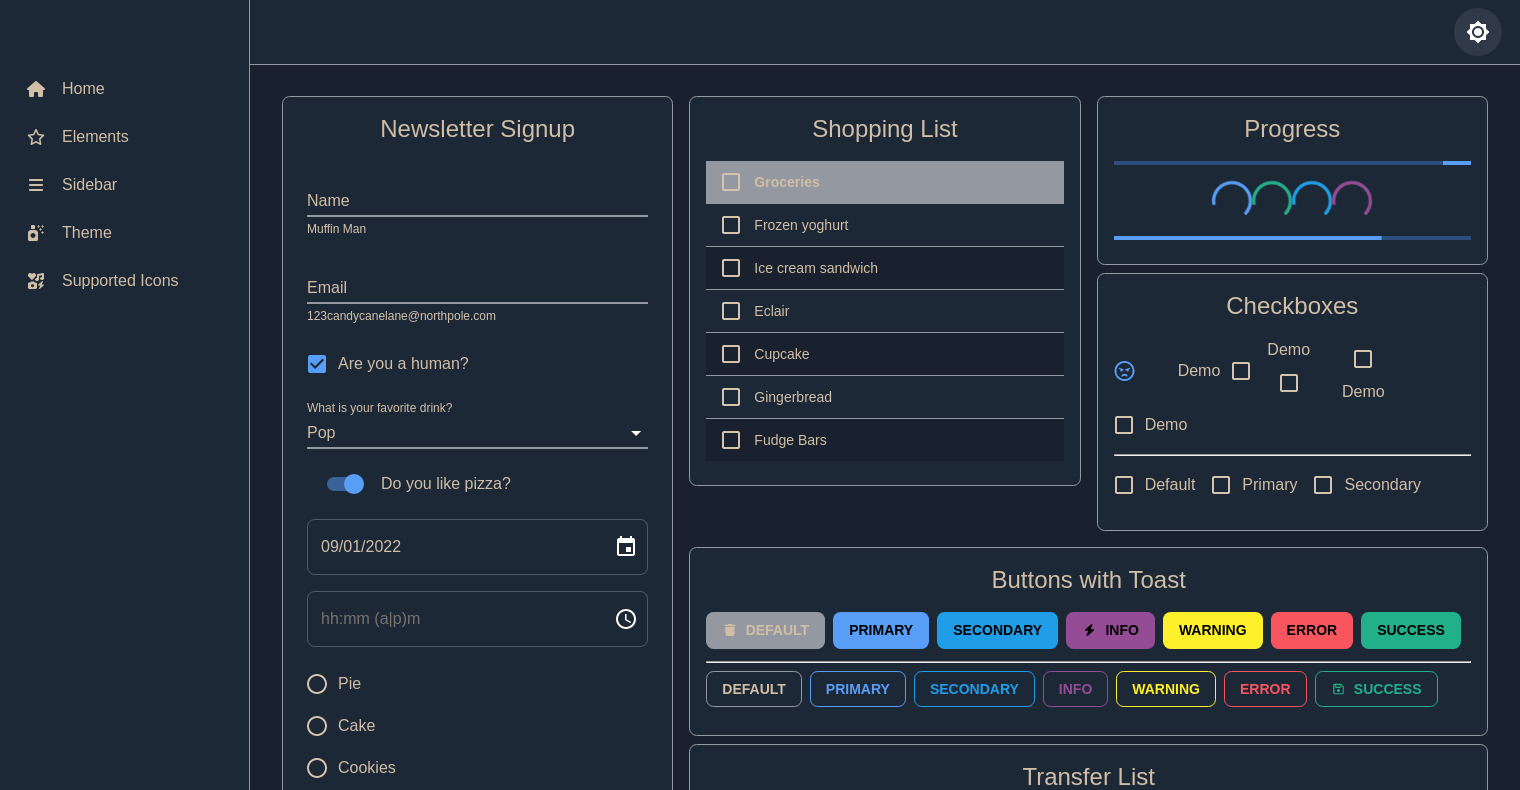 Home
Elements
Sidebar
Theme
Supported Icons
Newsletter Signup
Name
Muffin Man
Email
123candycanelane@northpole.com
Are you a human?
What is your favorite drink?
Pop
Do you like pizza?
09/01/2022
hh:mm (a|p)m
Pie
Cake
Cookies
Shopping List
Groceries
Frozen yoghurt
Ice cream sandwich
Eclair
Cupcake
Gingerbread
Fudge Bars
Progress
Checkboxes
Demo
Demo
Demo
Demo
Default Primary Secondary
Buttons with Toast
DEFAULT PRIMARY SECONDARY INFO WARNING ERROR SUCCESS
DEFAULT PRIMARY SECONDARY INFO WARNING ERROR SUCCESS
Transfer List